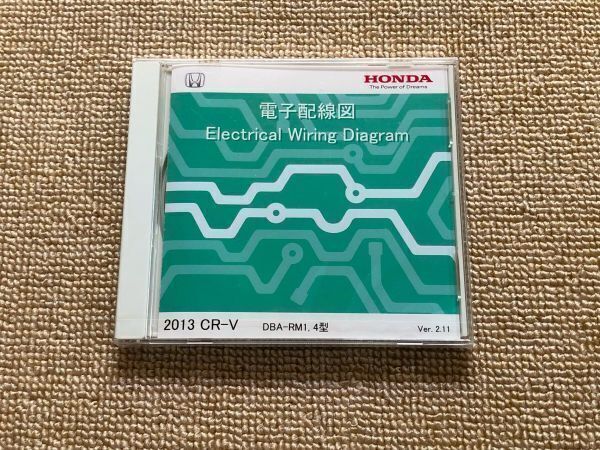 HONDA
The Power of Dreams
電子配線図
Electrical Wiring Diagram
2013 CR-V DBA-RM1, 4型 Ver. 2.11